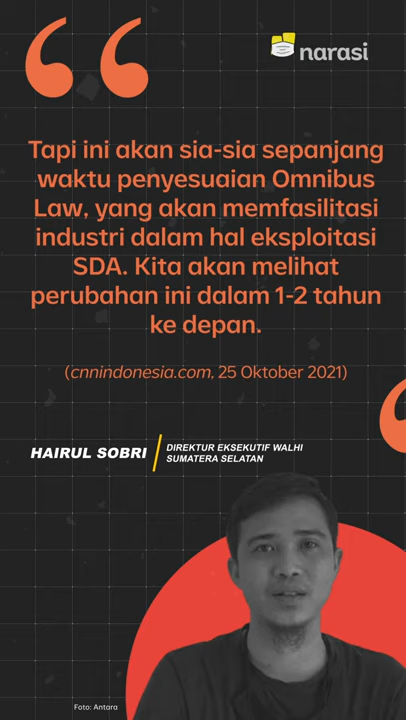 narasi
Tapi ini akan sia-sia sepanjang
waktu penyesuaian Omnibus
Law, yang akan memfasilitasi
industri dalam hal eksploitasi
SDA. Kita akan melihat
perubahan ini dalam 1-2 tahun
ke depan.
(cnnindonesia.com, 25 Oktober 2021)
HAIRUL SOBRI
DIREKTUR EKSEKUTIF WALHI
SUMATERA SELATAN
Foto: Antara